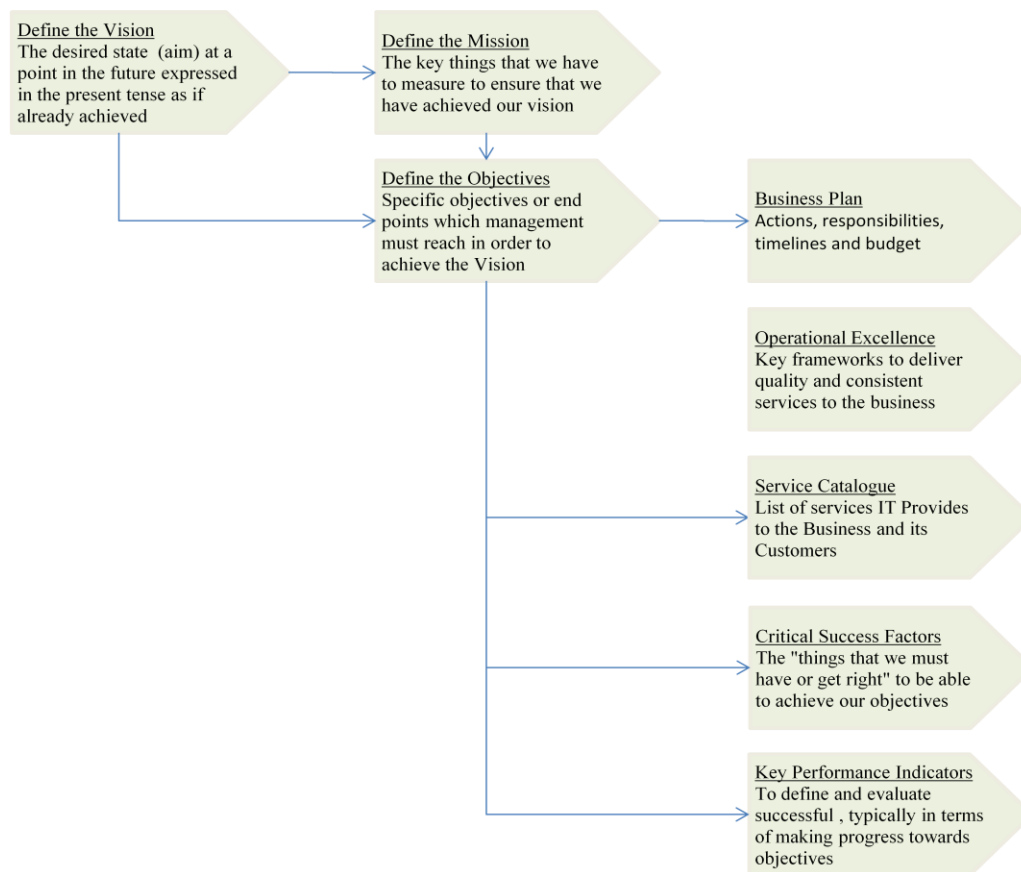 Define the Vision
The desired state  (aim) at a
point in the future expressed
in the present tense as if
already achieved
Define the Mission
The key things that we have
to measure to ensure that we
have achieved our vision
Define the Objectives
Specific objectives or end
points which management
must reach in order to
achieve the Vision
Business Plan
Actions, responsibilities,
timelines and budget
Operational Excellence
Key frameworks to deliver
quality and consistent
services to the business
Service Catalogue
List of services IT Provides
to the Business and its
Customers
Critical Success Factors
The "things that we must
have or get right" to be able
to achieve our objectives
Key Performance Indicators
To define and evaluate
successful , typically in terms
of making progress towards
objectives